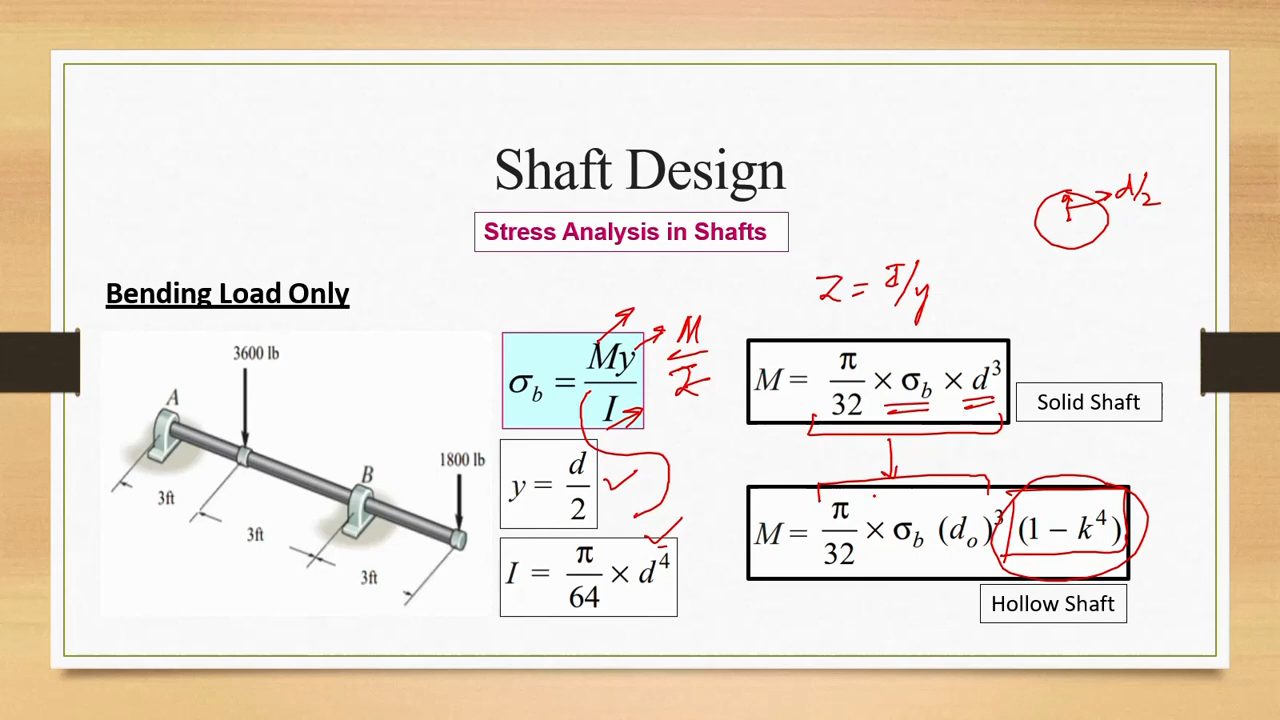 Shaft Design
Stress Analysis in Shafts
d/2
Bending Load Only
Z = I/y
3600 lb
A
3ft
3ft
B
1800 lb
3ft
σb = My/I
M/I
y = d/2
I = π/64 × d⁴
M = π/32 × σb × d³
Solid Shaft
M = π/32 × σb (do)³ (1 − k⁴)
Hollow Shaft